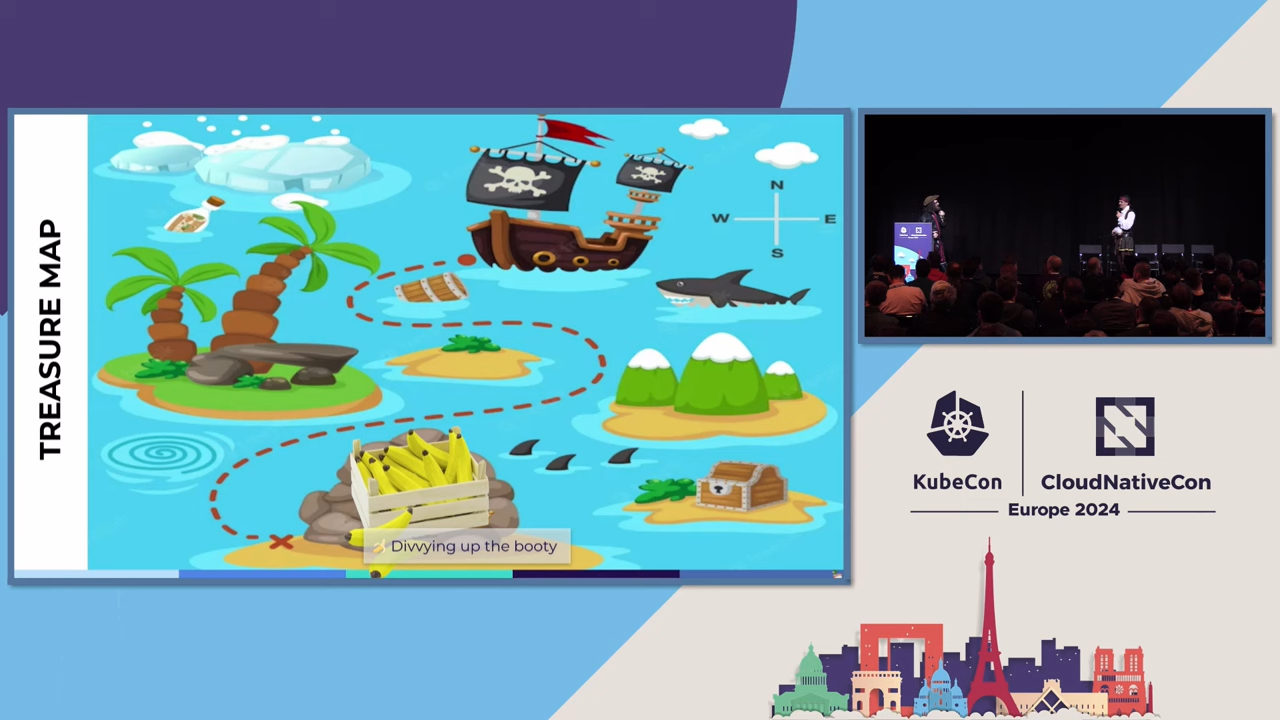 TREASURE MAP
N
W E
S
Divvying up the booty
KubeCon
CloudNativeCon
Europe 2024